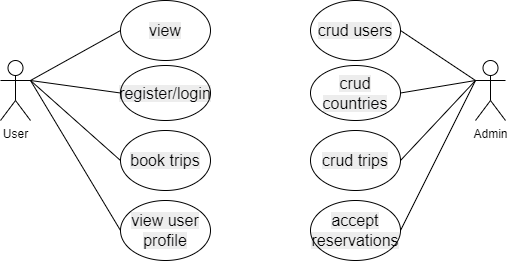 view
crud users
register/login
crud
countries
User
Admin
book trips
crud trips
view user
profile
accept
reservations